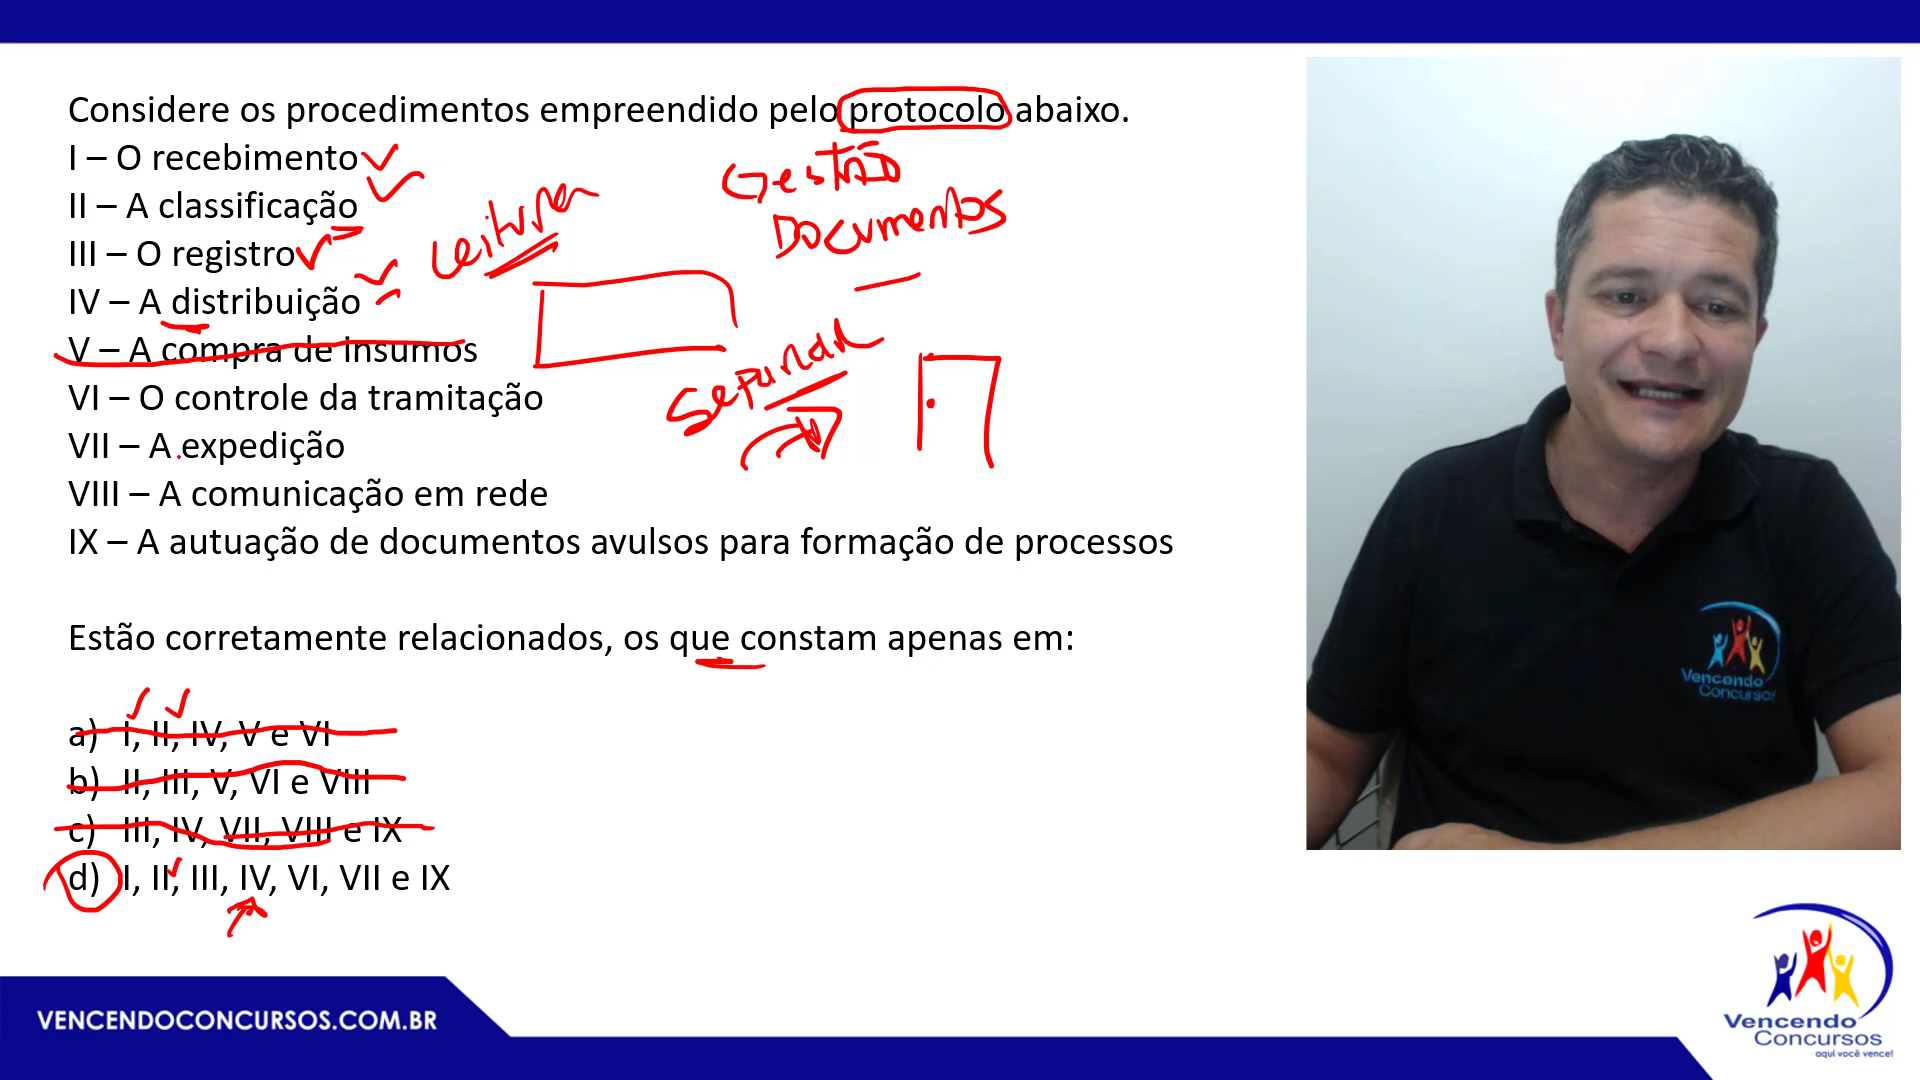 Considere os procedimentos empreendido pelo protocolo abaixo.
I – O recebimento
II – A classificação
III – O registro
IV – A distribuição
V – A compra de insumos
VI – O controle da tramitação
VII – A expedição
VIII – A comunicação em rede
IX – A autuação de documentos avulsos para formação de processos
Gestão
Documentos
Leitura
Separar
Estão corretamente relacionados, os que constam apenas em:
a) I, II, IV, V e VI
b) II, III, V, VI e VIII
c) III, IV, VII, VIII e IX
d) I, II, III, IV, VI, VII e IX
Vencendo
Concursos
VENCENDOCONCURSOS.COM.BR
Vencendo
Concursos
aqui você vence!